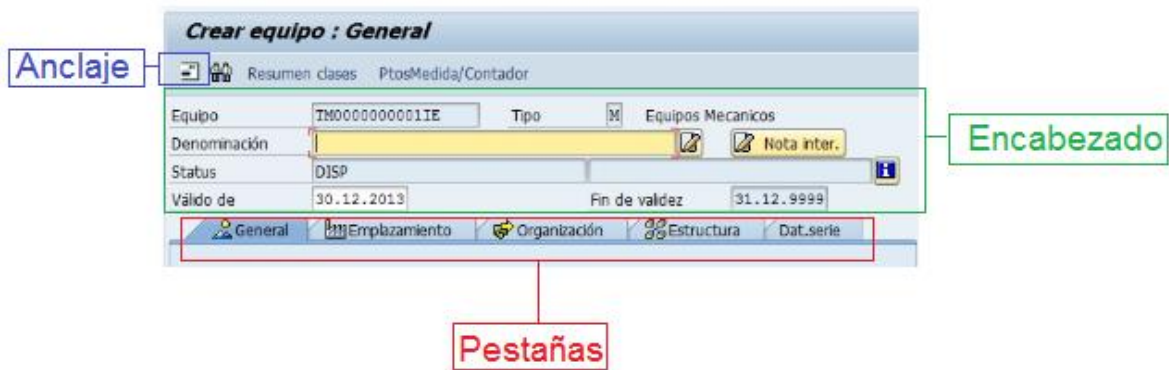 Crear equipo : General
Anclaje
Resumen clases PtosMedida/Contador
Equipo TM0000000001IE Tipo M Equipos Mecanicos
Denominación Nota inter.
Encabezado
Status DISP
Válido de 30.12.2013 Fin de validez 31.12.9999
General Emplazamiento Organización Estructura Dat.serie
Pestañas